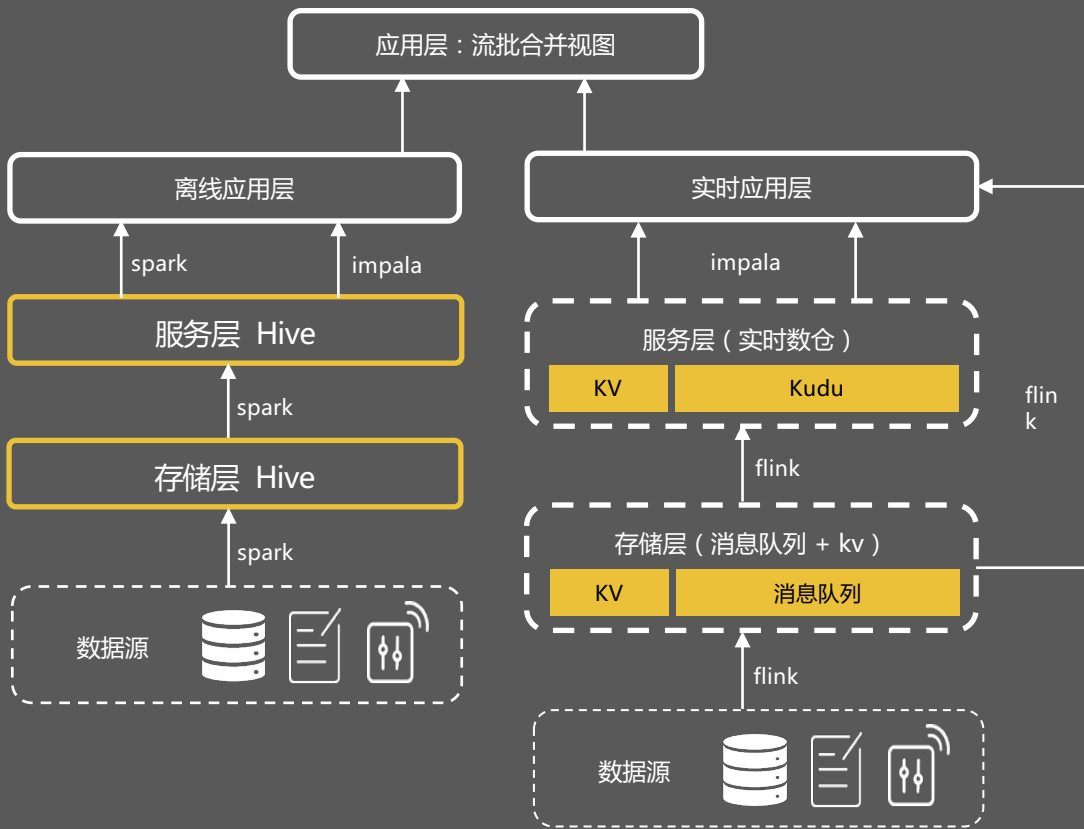 应用层：流批合并视图
离线应用层
实时应用层
spark
impala
impala
服务层 Hive
服务层（实时数仓）
KV
Kudu
flin
k
spark
flink
存储层 Hive
存储层（消息队列 + kv）
KV
消息队列
spark
数据源
flink
数据源